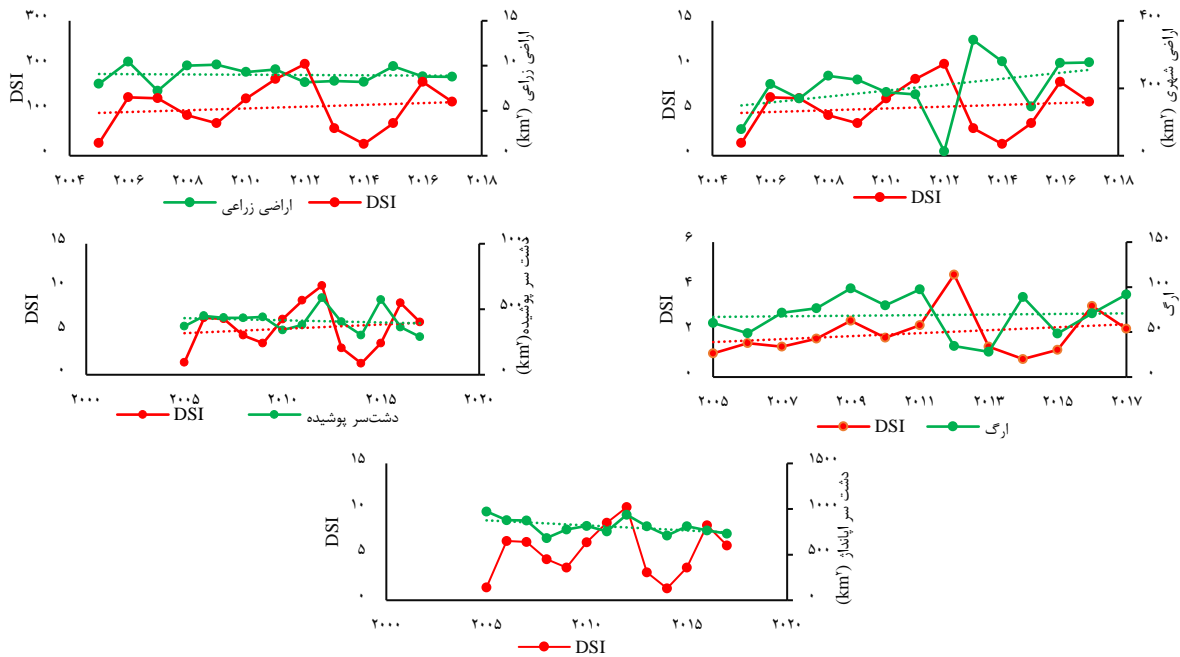 ۳۰۰
۲۰۰
۱۰۰
۰
DSI
۱۵
۱۰
۶
۰
اراضی زراعی
(km²)
۲۰۰۴ ۲۰۰۶ ۲۰۰۸ ۲۰۱۰ ۲۰۱۲ ۲۰۱۴ ۲۰۱۶ ۲۰۱۸
اراضی زراعی DSI
۱۵
۱۰
۵
۰
DSI
۴۰۰
۲۰۰
۰
اراضی شهری (km²)
۲۰۰۴ ۲۰۰۶ ۲۰۰۸ ۲۰۱۰ ۲۰۱۲ ۲۰۱۴ ۲۰۱۶ ۲۰۱۸
DSI
۱۵
۱۰
۵
۰
DSI
۱۰۰
۵۰۰
۰
دشت سر پوشیده(km²)
۲۰۰۰ ۲۰۰۵ ۲۰۱۰ ۲۰۱۵ ۲۰۲۰
DSI دشت‌سر پوشیده
۶
۴
۲
۰
DSI
۱۵۰
۱۰۰
۵۰
۰
ارگ
۲۰۰۵ ۲۰۰۷ ۲۰۰۹ ۲۰۱۱ ۲۰۱۳ ۲۰۱۵ ۲۰۱۷
DSI ارگ
۱۵
۱۰
۵
۰
DSI
۱۵۰۰
۱۰۰۰
۵۰۰
۰
دشت سر اپانداژ (km²)
۲۰۰۰ ۲۰۰۵ ۲۰۱۰ ۲۰۱۵ ۲۰۲۰
DSI